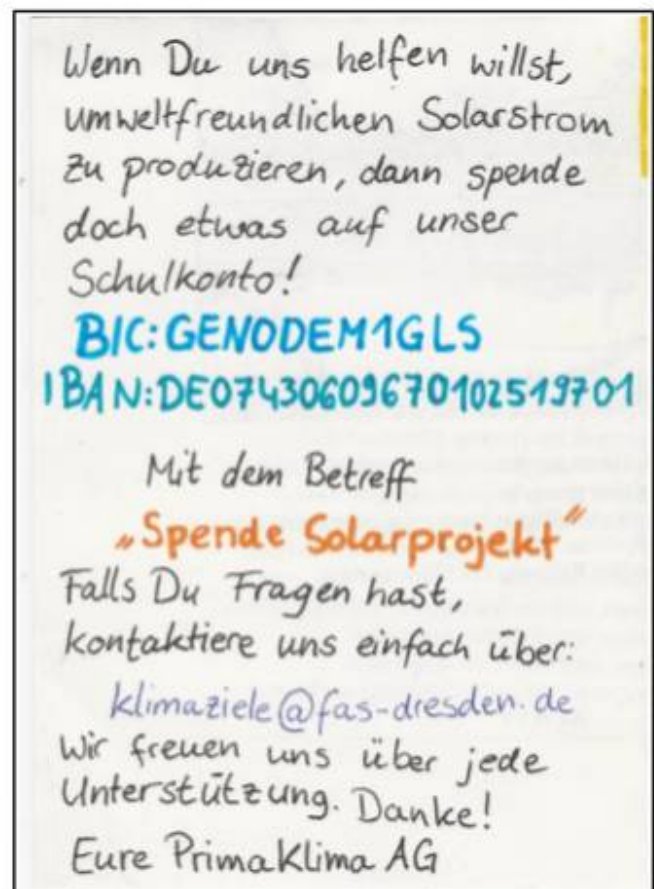 Wenn Du uns helfen willst,
umweltfreundlichen Solarstrom
zu produzieren, dann spende
doch etwas auf unser
Schulkonto!
BIC: GENODEM1GLS
IBAN: DE07430609670102519701
Mit dem Betreff
„Spende Solarprojekt"
Falls Du Fragen hast,
kontaktiere uns einfach über:
klimaziele@fas-dresden.de
Wir freuen uns über jede
Unterstützung. Danke!
Eure PrimaKlima AG